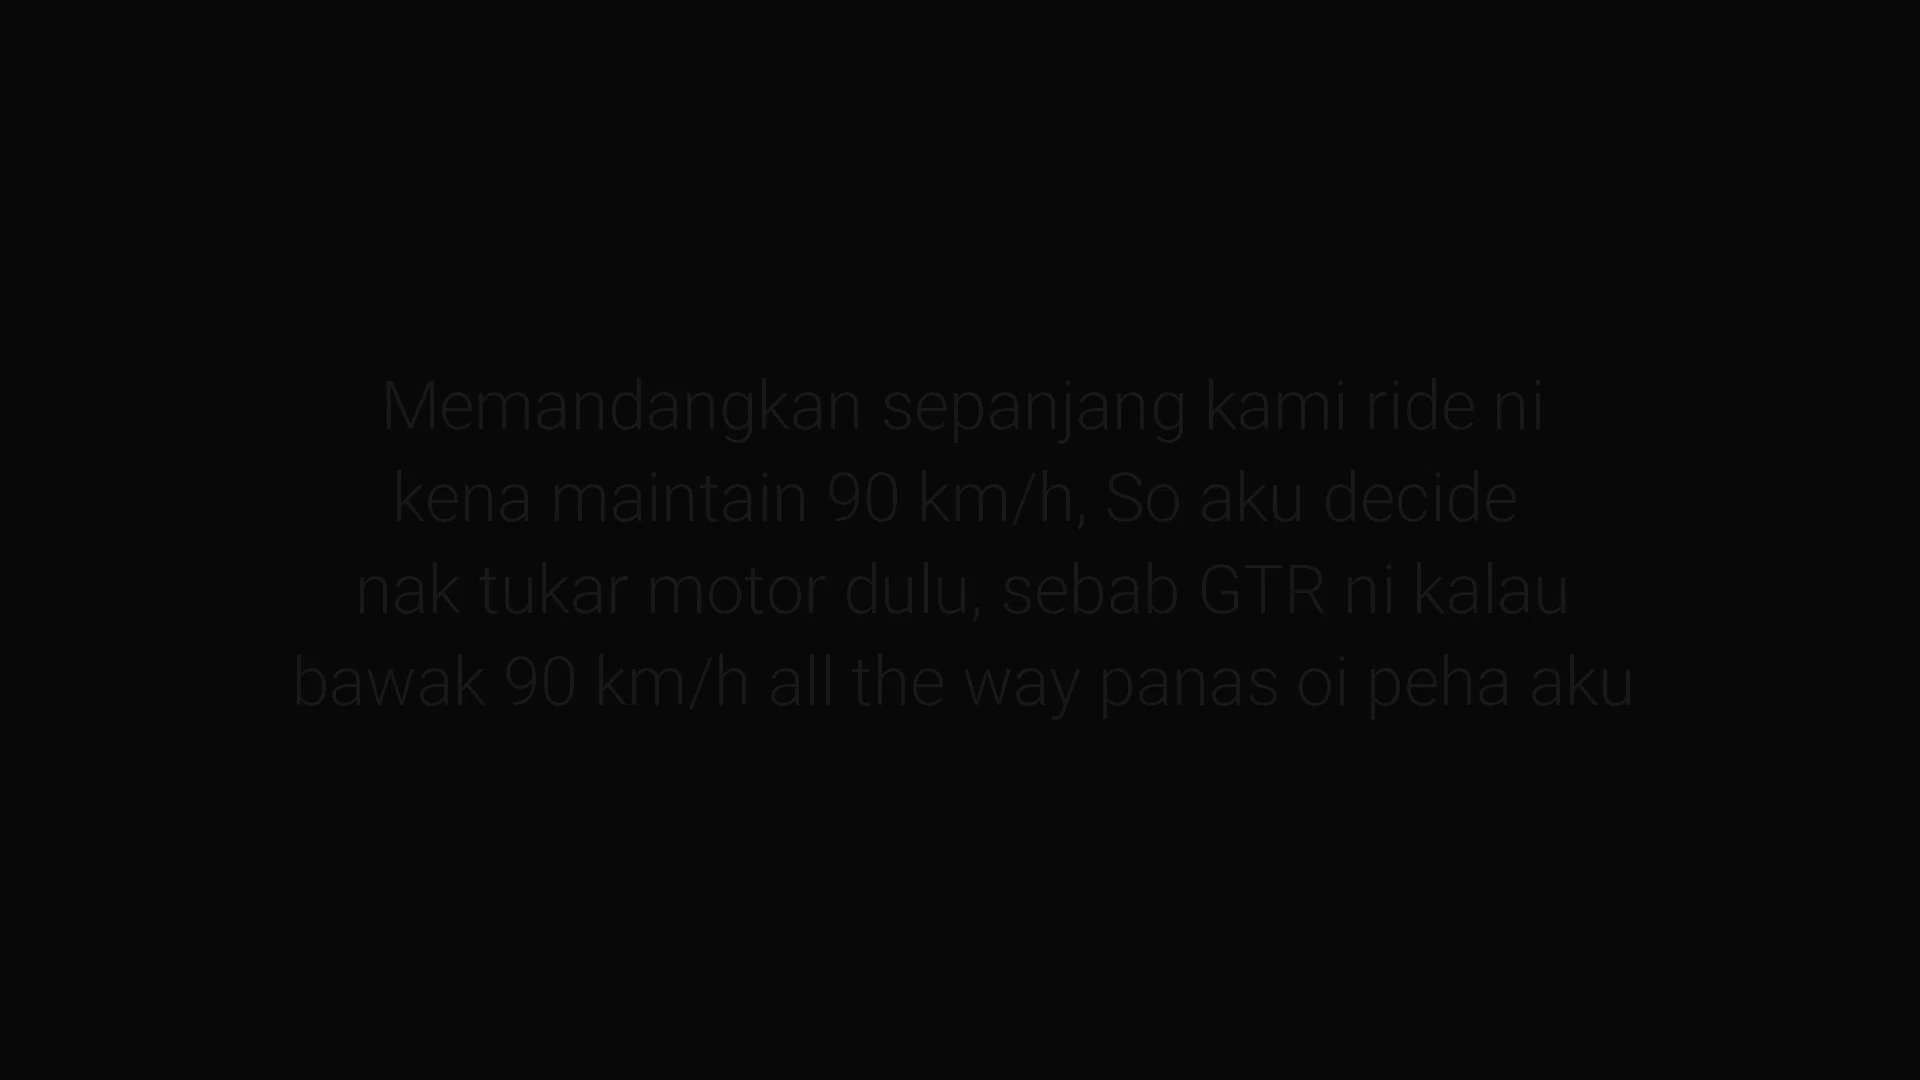 Memandangkan sepanjang kami ride ni
kena maintain 90 km/h, So aku decide
nak tukar motor dulu, sebab GTR ni kalau
bawak 90 km/h all the way panas oi peha aku